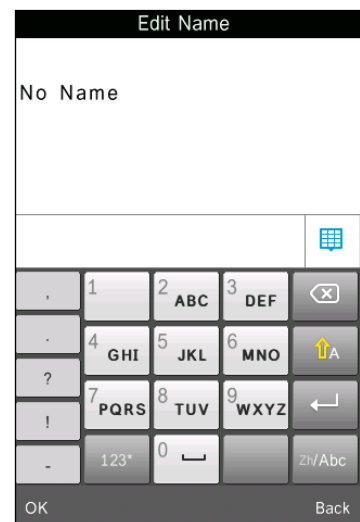 Edit Name
No Name
, 1 2 ABC 3 DEF
. 4 GHI 5 JKL 6 MNO A
?
! 7 PQRS 8 TUV 9 WXYZ
- 123* 0 Zh/Abc
OK Back